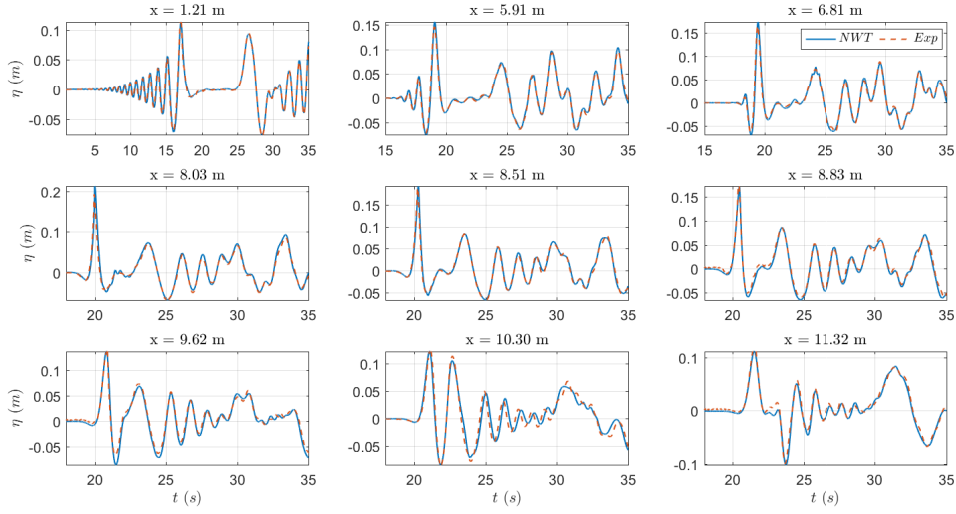 x = 1.21 m
x = 5.91 m
x = 6.81 m
0.1
0.05
0
-0.05
η (m)
5 10 15 20 25 30 35
0.15
0.1
0.05
0
-0.05
15 20 25 30 35
NWT Exp
0.15
0.1
0.05
0
-0.05
15 20 25 30 35
x = 8.03 m
x = 8.51 m
x = 8.83 m
0.2
0.1
0
η (m)
20 25 30 35
0.15
0.1
0.05
0
-0.05
20 25 30 35
0.15
0.1
0.05
0
-0.05
20 25 30 35
x = 9.62 m
x = 10.30 m
x = 11.32 m
0.1
0.05
0
-0.05
η (m)
20 25 30 35
t (s)
0.1
0.05
0
-0.05
20 25 30 35
t (s)
0.1
0
-0.1
20 25 30 35
t (s)